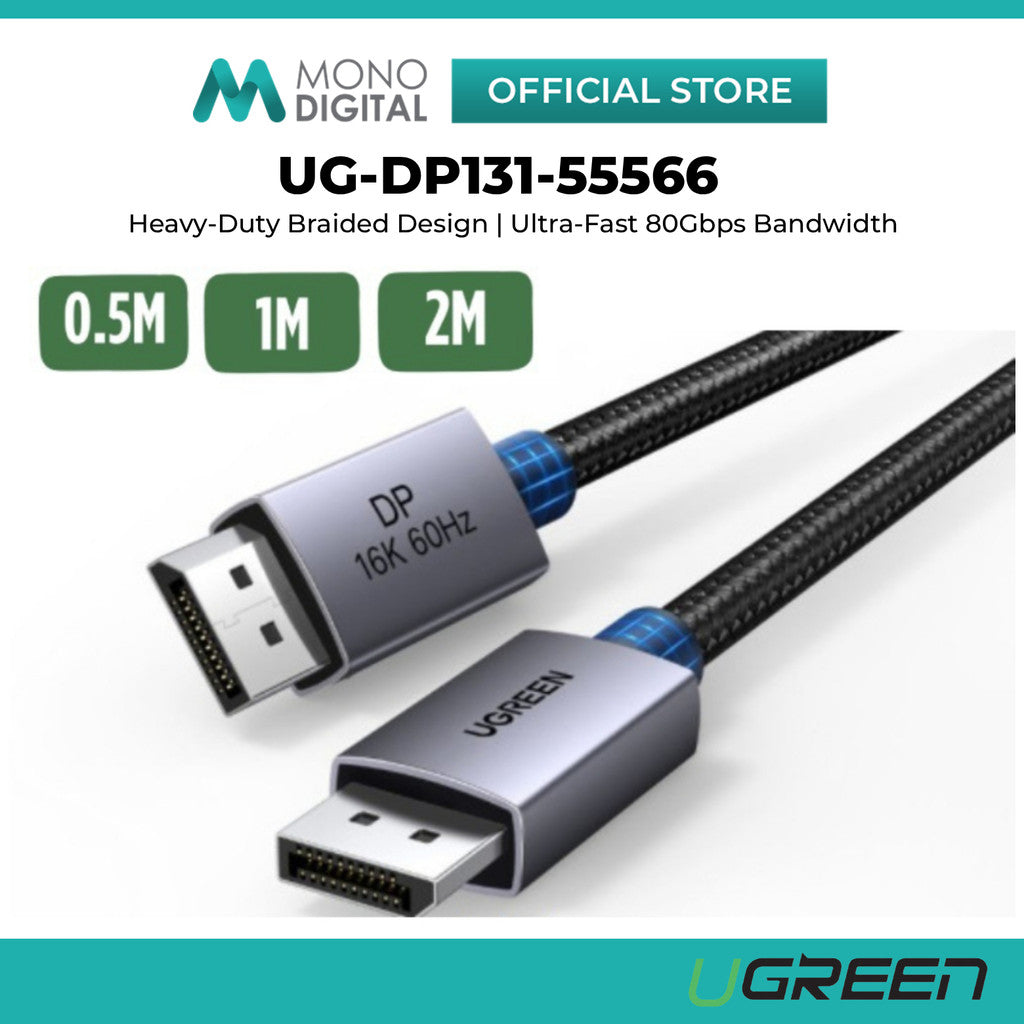 MONO
DIGITAL
OFFICIAL STORE
UG-DP131-55566
Heavy-Duty Braided Design | Ultra-Fast 80Gbps Bandwidth
0.5M
1M
2M
DP
16K 60Hz
UGREEN
UGREEN